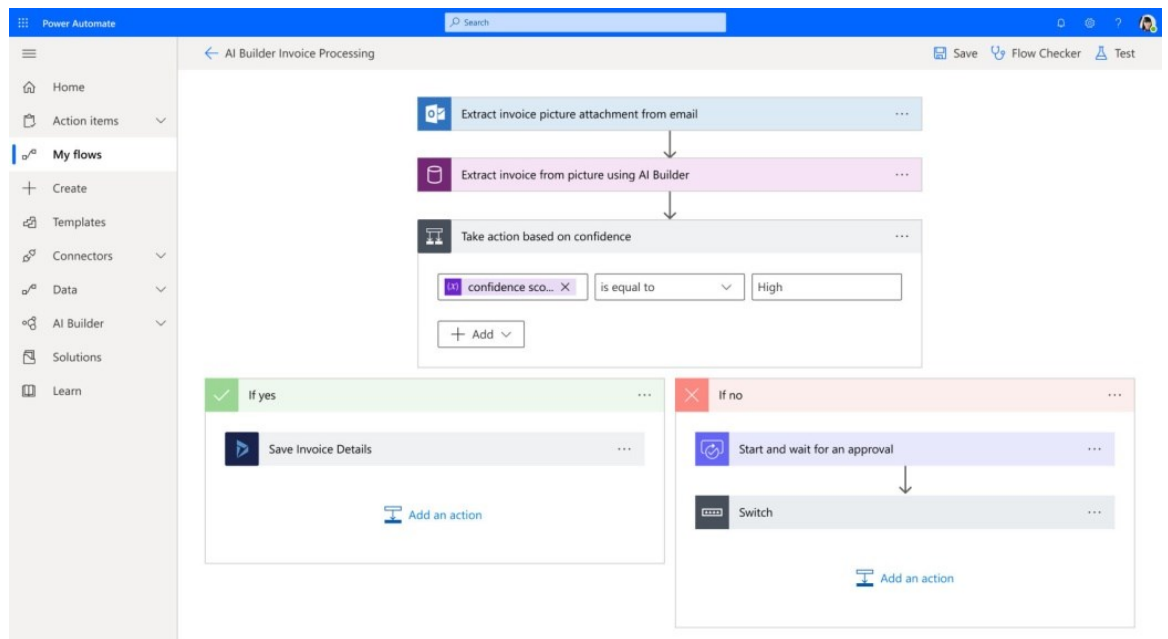 Power Automate
Search
?
AI Builder Invoice Processing
Save
Flow Checker
Test
Home
Action items
My flows
Create
Templates
Connectors
Data
AI Builder
Solutions
Learn
Extract invoice picture attachment from email
Extract invoice from picture using AI Builder
Take action based on confidence
confidence sco...
is equal to
High
Add
If yes
Save Invoice Details
Add an action
If no
Start and wait for an approval
Switch
Add an action